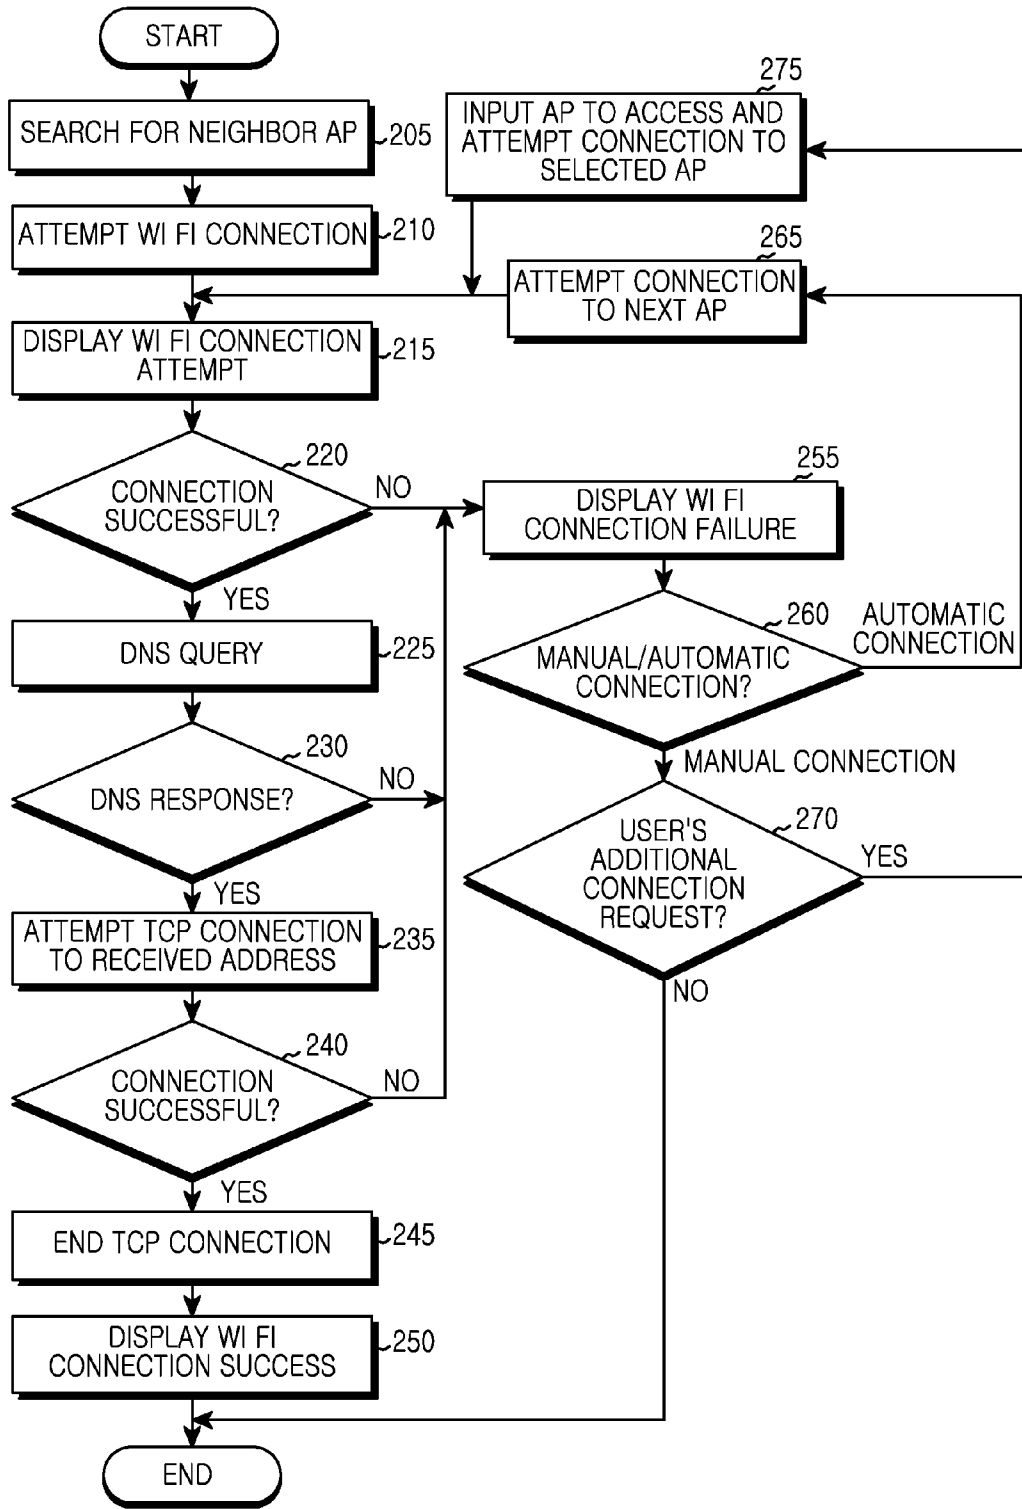 START
SEARCH FOR NEIGHBOR AP
205
ATTEMPT WI FI CONNECTION
210
DISPLAY WI FI CONNECTION
ATTEMPT
215
220
CONNECTION
SUCCESSFUL?
NO
YES
DNS QUERY
225
230
DNS RESPONSE?
NO
YES
ATTEMPT TCP CONNECTION
TO RECEIVED ADDRESS
235
240
CONNECTION
SUCCESSFUL?
NO
YES
END TCP CONNECTION
245
DISPLAY WI FI
CONNECTION SUCCESS
250
END
275
INPUT AP TO ACCESS AND
ATTEMPT CONNECTION TO
SELECTED AP
265
ATTEMPT CONNECTION
TO NEXT AP
255
DISPLAY WI FI
CONNECTION FAILURE
260
MANUAL/AUTOMATIC
CONNECTION?
AUTOMATIC
CONNECTION
MANUAL CONNECTION
270
USER'S
ADDITIONAL
CONNECTION
REQUEST?
YES
NO